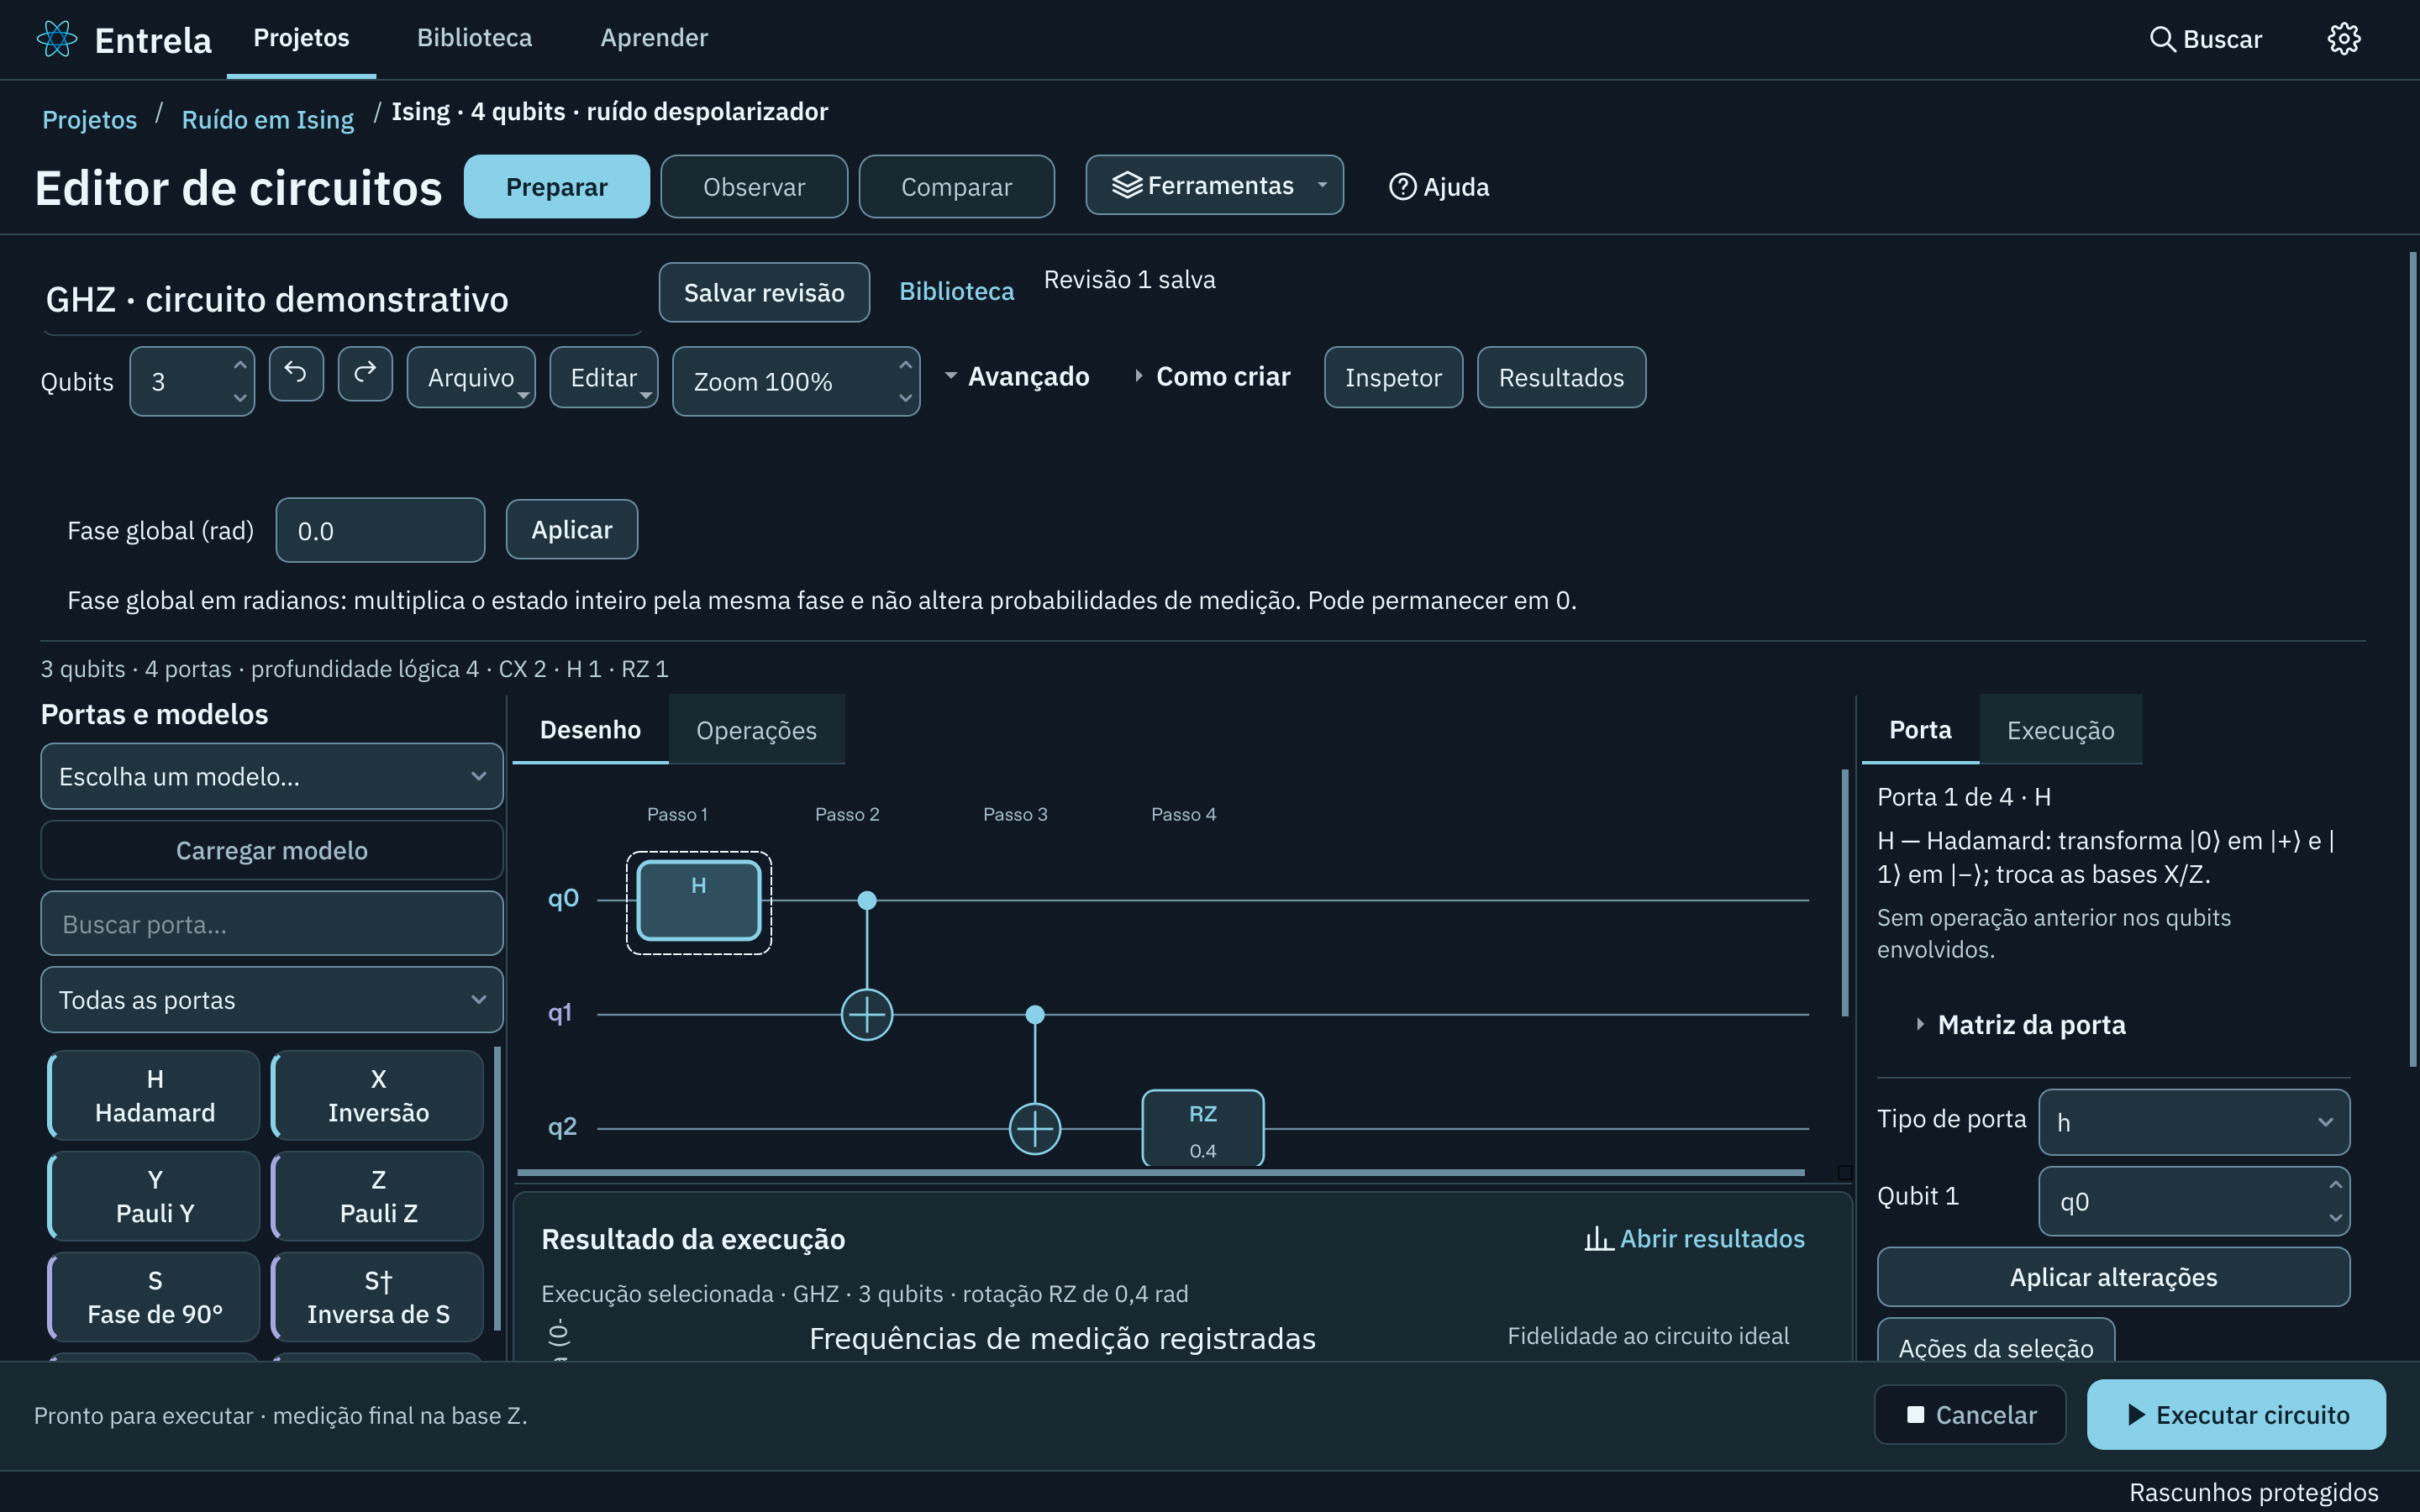 Entrela
Projetos
Biblioteca
Aprender
Buscar
Projetos / Ruído em Ising / Ising · 4 qubits · ruído despolarizador
Editor de circuitos
Preparar
Observar
Comparar
Ferramentas
Ajuda
GHZ · circuito demonstrativo
Salvar revisão
Biblioteca
Revisão 1 salva
Qubits
3
Arquivo
Editar
Zoom 100%
Avançado
Como criar
Inspetor
Resultados
Fase global (rad)
0.0
Aplicar
Fase global em radianos: multiplica o estado inteiro pela mesma fase e não altera probabilidades de medição. Pode permanecer em 0.
3 qubits · 4 portas · profundidade lógica 4 · CX 2 · H 1 · RZ 1
Portas e modelos
Escolha um modelo...
Carregar modelo
Buscar porta...
Todas as portas
H
Hadamard
X
Inversão
Y
Pauli Y
Z
Pauli Z
S
Fase de 90°
S†
Inversa de S
Desenho
Operações
Passo 1
Passo 2
Passo 3
Passo 4
H
q0
q1
q2
RZ
0.4
Resultado da execução
Abrir resultados
Execução selecionada · GHZ · 3 qubits · rotação RZ de 0,4 rad
Frequências de medição registradas
Fidelidade ao circuito ideal
Porta
Execução
Porta 1 de 4 · H
H — Hadamard: transforma |0⟩ em |+⟩ e |
1⟩ em |−⟩; troca as bases X/Z.
Sem operação anterior nos qubits
envolvidos.
Matriz da porta
Tipo de porta
h
Qubit 1
q0
Aplicar alterações
Ações da seleção
Pronto para executar · medição final na base Z.
Cancelar
Executar circuito
Rascunhos protegidos